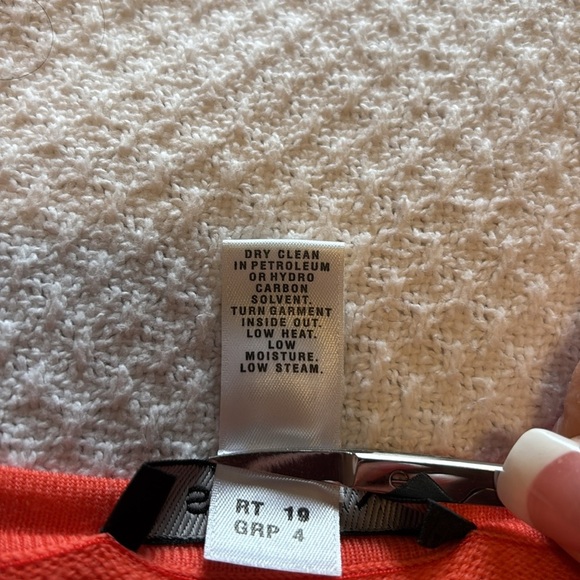 DRY CLEAN
IN PETROLEUM
OR HYDRO
CARBON
SOLVENT.
TURN GARMENT
INSIDE OUT.
LOW HEAT.
LOW
MOISTURE.
LOW STEAM.
RT 19
GRP 4